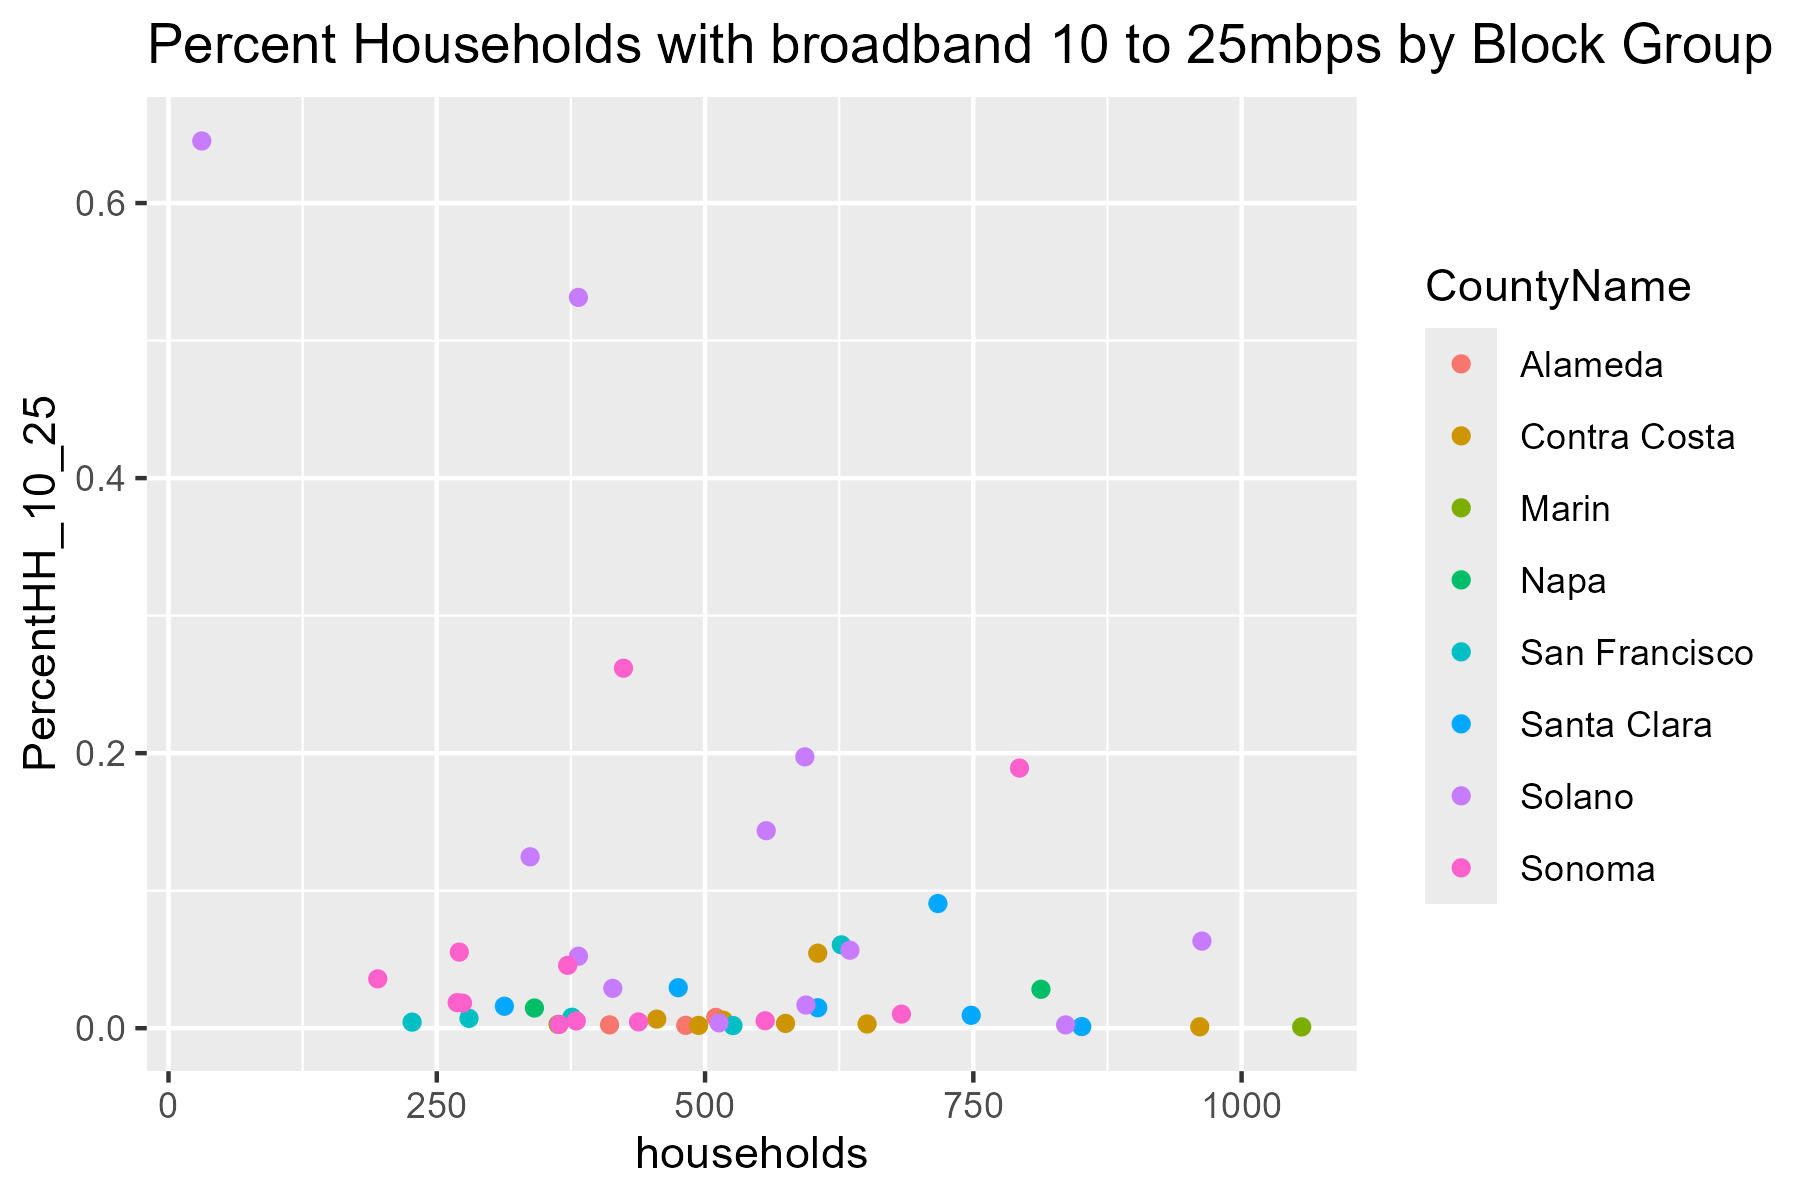 Percent Households with broadband 10 to 25mbps by Block Group
PercentHH_10_25
0.6
0.4
0.2
0.0
0 250 500 750 1000
households
CountyName
Alameda
Contra Costa
Marin
Napa
San Francisco
Santa Clara
Solano
Sonoma